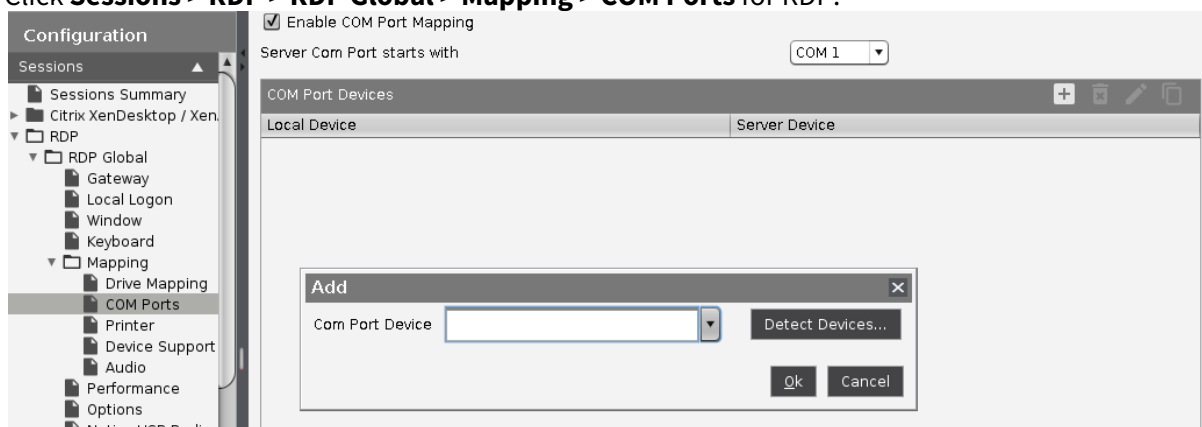 Click Sessions > RDP > RDP Global > Mapping > COM Ports for RDP.
Configuration
Sessions
Sessions Summary
Citrix XenDesktop / Xen
RDP
RDP Global
Gateway
Local Logon
Window
Keyboard
Mapping
Drive Mapping
COM Ports
Printer
Device Support
Audio
Performance
Options
Enable COM Port Mapping
Server Com Port starts with
COM 1
COM Port Devices
Local Device Server Device
Add
Com Port Device
Detect Devices...
Ok Cancel